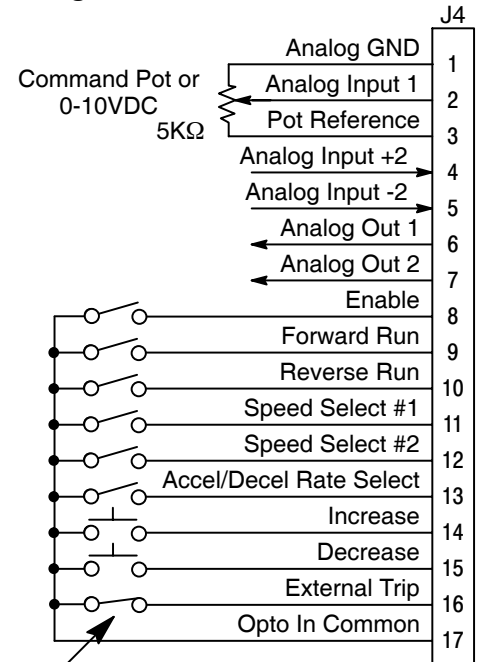 J4
Analog GND 1
Command Pot or
0-10VDC
5KΩ
Analog Input 1 2
Pot Reference 3
Analog Input +2 4
Analog Input -2 5
Analog Out 1 6
Analog Out 2 7
Enable 8
Forward Run 9
Reverse Run 10
Speed Select #1 11
Speed Select #2 12
Accel/Decel Rate Select 13
Increase 14
Decrease 15
External Trip 16
Opto In Common 17